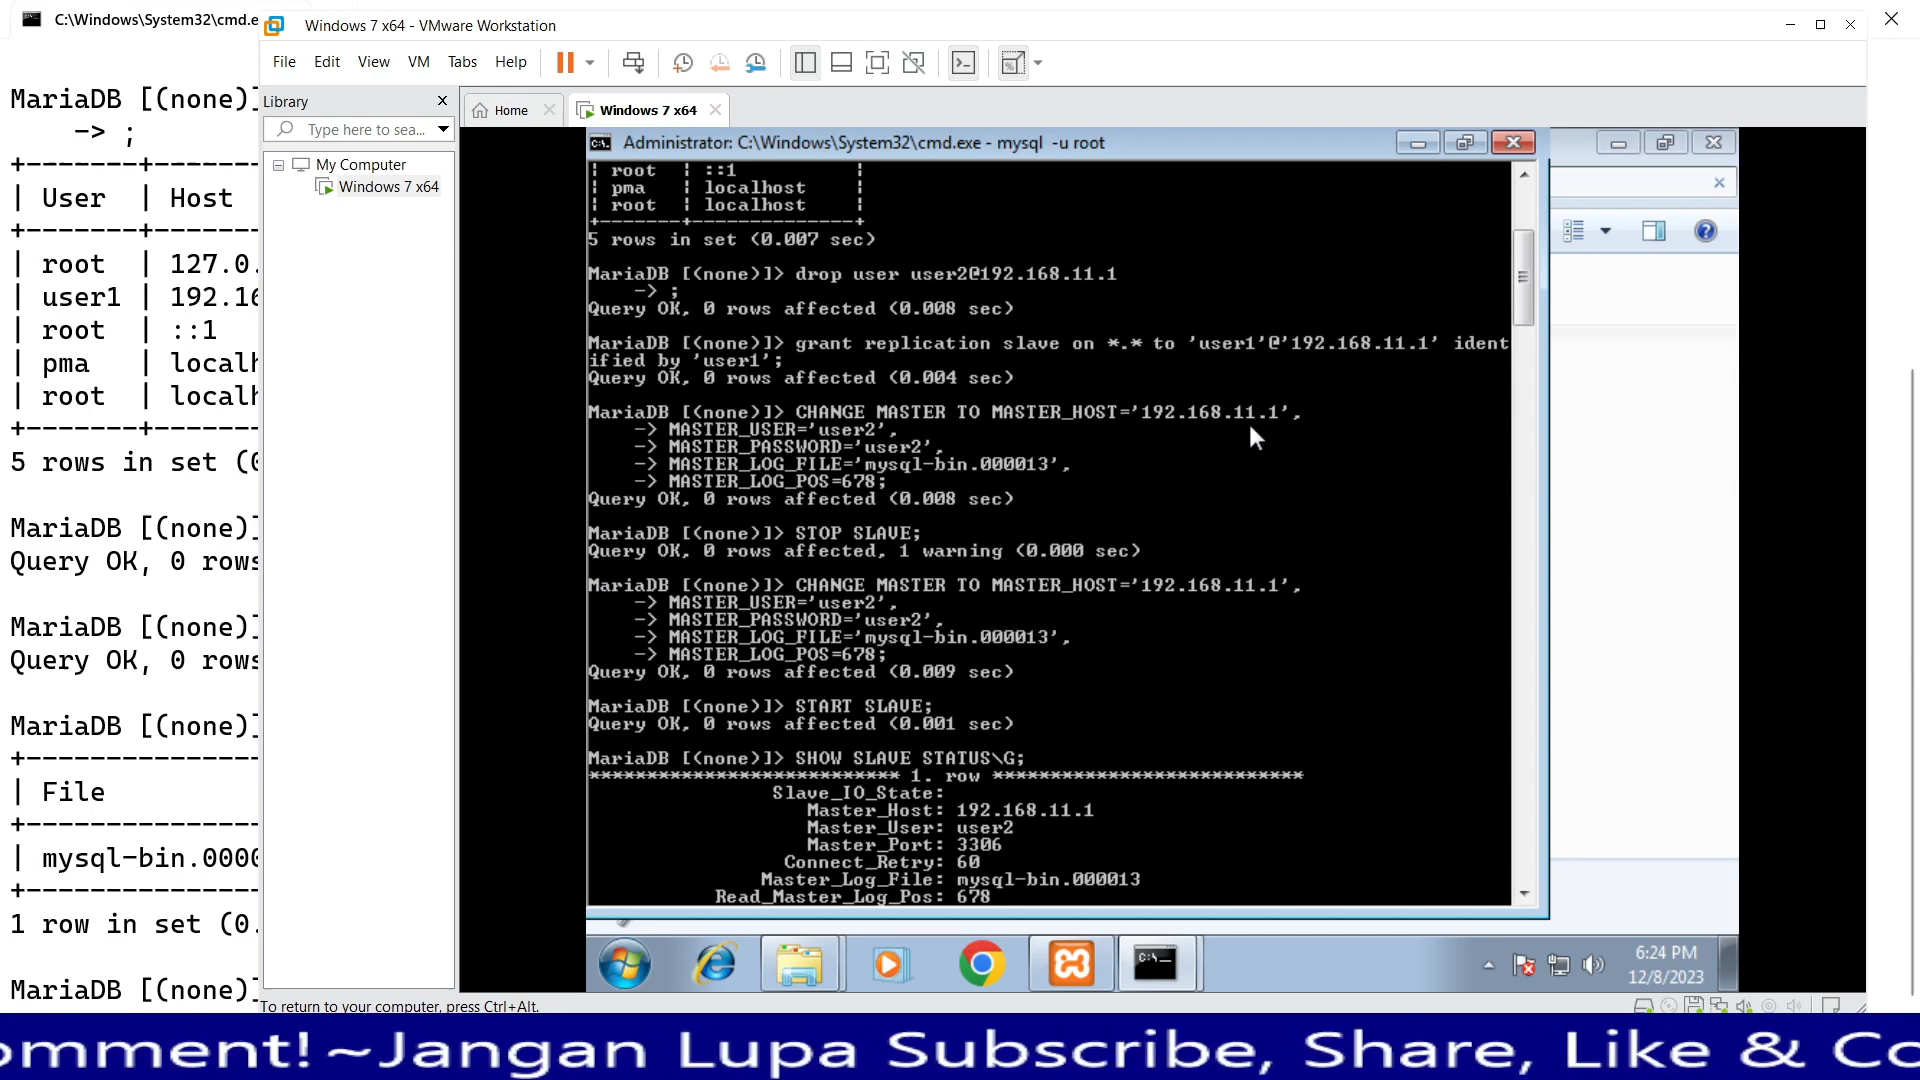 C:\Windows\System32\cmd.e
Windows 7 x64 - VMware Workstation
File Edit View VM Tabs Help
MariaDB [(none)]
-> ;
| User | Host
| root | 127.0.
| user1 | 192.16
| root | ::1
| pma | localh
| root | localh
5 rows in set (0
MariaDB [(none)]
Query OK, 0 rows
MariaDB [(none)]
Query OK, 0 rows
MariaDB [(none)]
| File
| mysql-bin.0000
1 row in set (0.
MariaDB [(none)]
Library
Type here to sea...
My Computer
Windows 7 x64
Home
Windows 7 x64
Administrator: C:\Windows\System32\cmd.exe - mysql -u root
| root | ::1 |
| pma | localhost |
| root | localhost |
+-------+--------------+
5 rows in set (0.007 sec)
MariaDB [(none)]> drop user user2@192.168.11.1
-> ;
Query OK, 0 rows affected (0.008 sec)
MariaDB [(none)]> grant replication slave on *.* to 'user1'@'192.168.11.1' ident
ified by 'user1';
Query OK, 0 rows affected (0.004 sec)
MariaDB [(none)]> CHANGE MASTER TO MASTER_HOST='192.168.11.1',
-> MASTER_USER='user2',
-> MASTER_PASSWORD='user2',
-> MASTER_LOG_FILE='mysql-bin.000013',
-> MASTER_LOG_POS=678;
Query OK, 0 rows affected (0.008 sec)
MariaDB [(none)]> STOP SLAVE;
Query OK, 0 rows affected, 1 warning (0.000 sec)
MariaDB [(none)]> CHANGE MASTER TO MASTER_HOST='192.168.11.1',
-> MASTER_USER='user2',
-> MASTER_PASSWORD='user2',
-> MASTER_LOG_FILE='mysql-bin.000013',
-> MASTER_LOG_POS=678;
Query OK, 0 rows affected (0.009 sec)
MariaDB [(none)]> START SLAVE;
Query OK, 0 rows affected (0.001 sec)
MariaDB [(none)]> SHOW SLAVE STATUS\G;
*************************** 1. row ***************************
Slave_IO_State:
Master_Host: 192.168.11.1
Master_User: user2
Master_Port: 3306
Connect_Retry: 60
Master_Log_File: mysql-bin.000013
Read_Master_Log_Pos: 678
6:24 PM
12/8/2023
To return to your computer, press Ctrl+Alt.
omment! ~Jangan Lupa Subscribe, Share, Like & Co